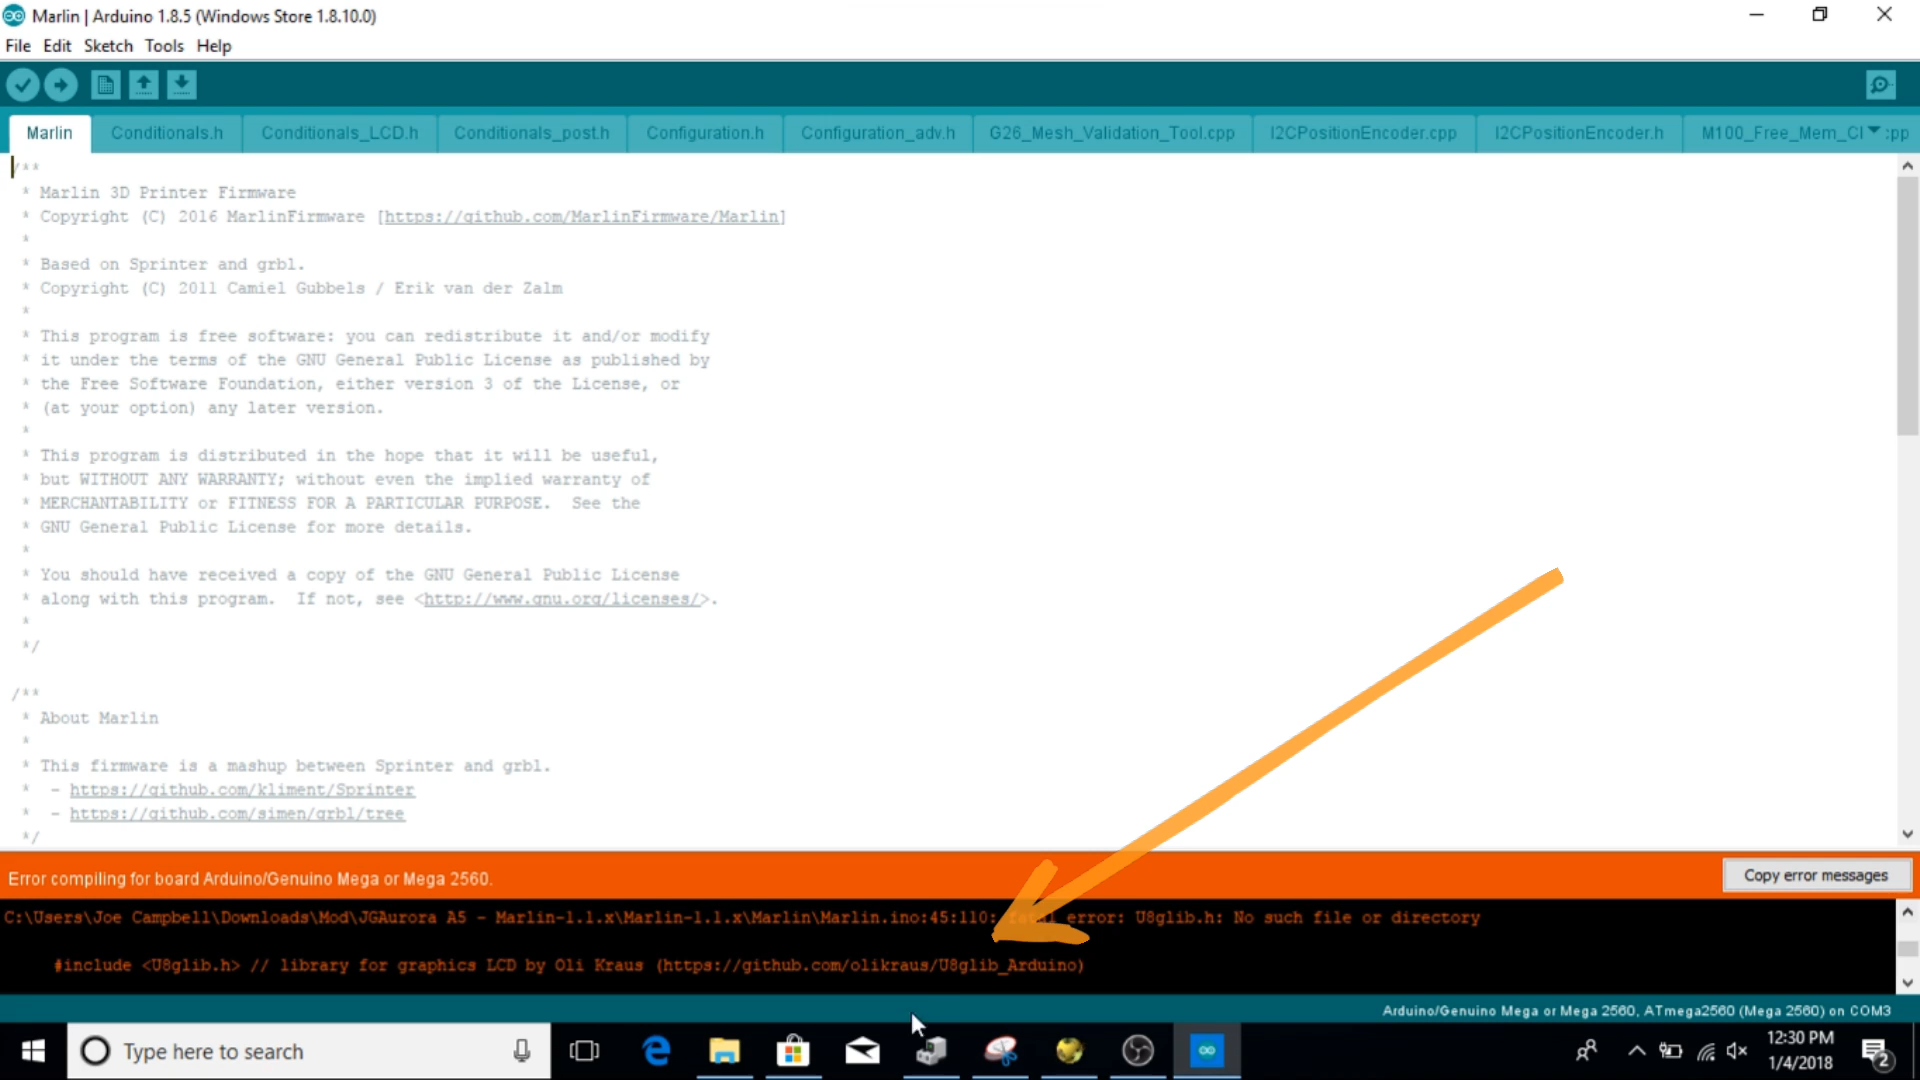 Marlin | Arduino 1.8.5 (Windows Store 1.8.10.0)
File Edit Sketch Tools Help
Marlin Conditionals.h Conditionals_LCD.h Conditionals_post.h Configuration.h Configuration_adv.h G26_Mesh_Validation_Tool.cpp I2CPositionEncoder.cpp I2CPositionEncoder.h M100_Free_Mem_C :pp
/**
* Marlin 3D Printer Firmware
* Copyright (C) 2016 MarlinFirmware [https://github.com/MarlinFirmware/Marlin]
*
* Based on Sprinter and grbl.
* Copyright (C) 2011 Camiel Gubbels / Erik van der Zalm
*
* This program is free software: you can redistribute it and/or modify
* it under the terms of the GNU General Public License as published by
* the Free Software Foundation, either version 3 of the License, or
* (at your option) any later version.
*
* This program is distributed in the hope that it will be useful,
* but WITHOUT ANY WARRANTY; without even the implied warranty of
* MERCHANTABILITY or FITNESS FOR A PARTICULAR PURPOSE.  See the
* GNU General Public License for more details.
*
* You should have received a copy of the GNU General Public License
* along with this program.  If not, see <http://www.gnu.org/licenses/>.
*
*/
/**
* About Marlin
*
* This firmware is a mashup between Sprinter and grbl.
*  - https://github.com/kliment/Sprinter
*  - https://github.com/simen/grbl/tree
*/
Error compiling for board Arduino/Genuino Mega or Mega 2560.
Copy error messages
C:\Users\Joe Campbell\Downloads\Mod\JGAurora A5 - Marlin-1.1.x\Marlin-1.1.x\Marlin\Marlin.ino:45:110: fatal error: U8glib.h: No such file or directory
#include <U8glib.h> // library for graphics LCD by Oli Kraus (https://github.com/olikraus/U8glib_Arduino)
Arduino/Genuino Mega or Mega 2560, ATmega2560 (Mega 2560) on COM3
Type here to search
12:30 PM
1/4/2018
2